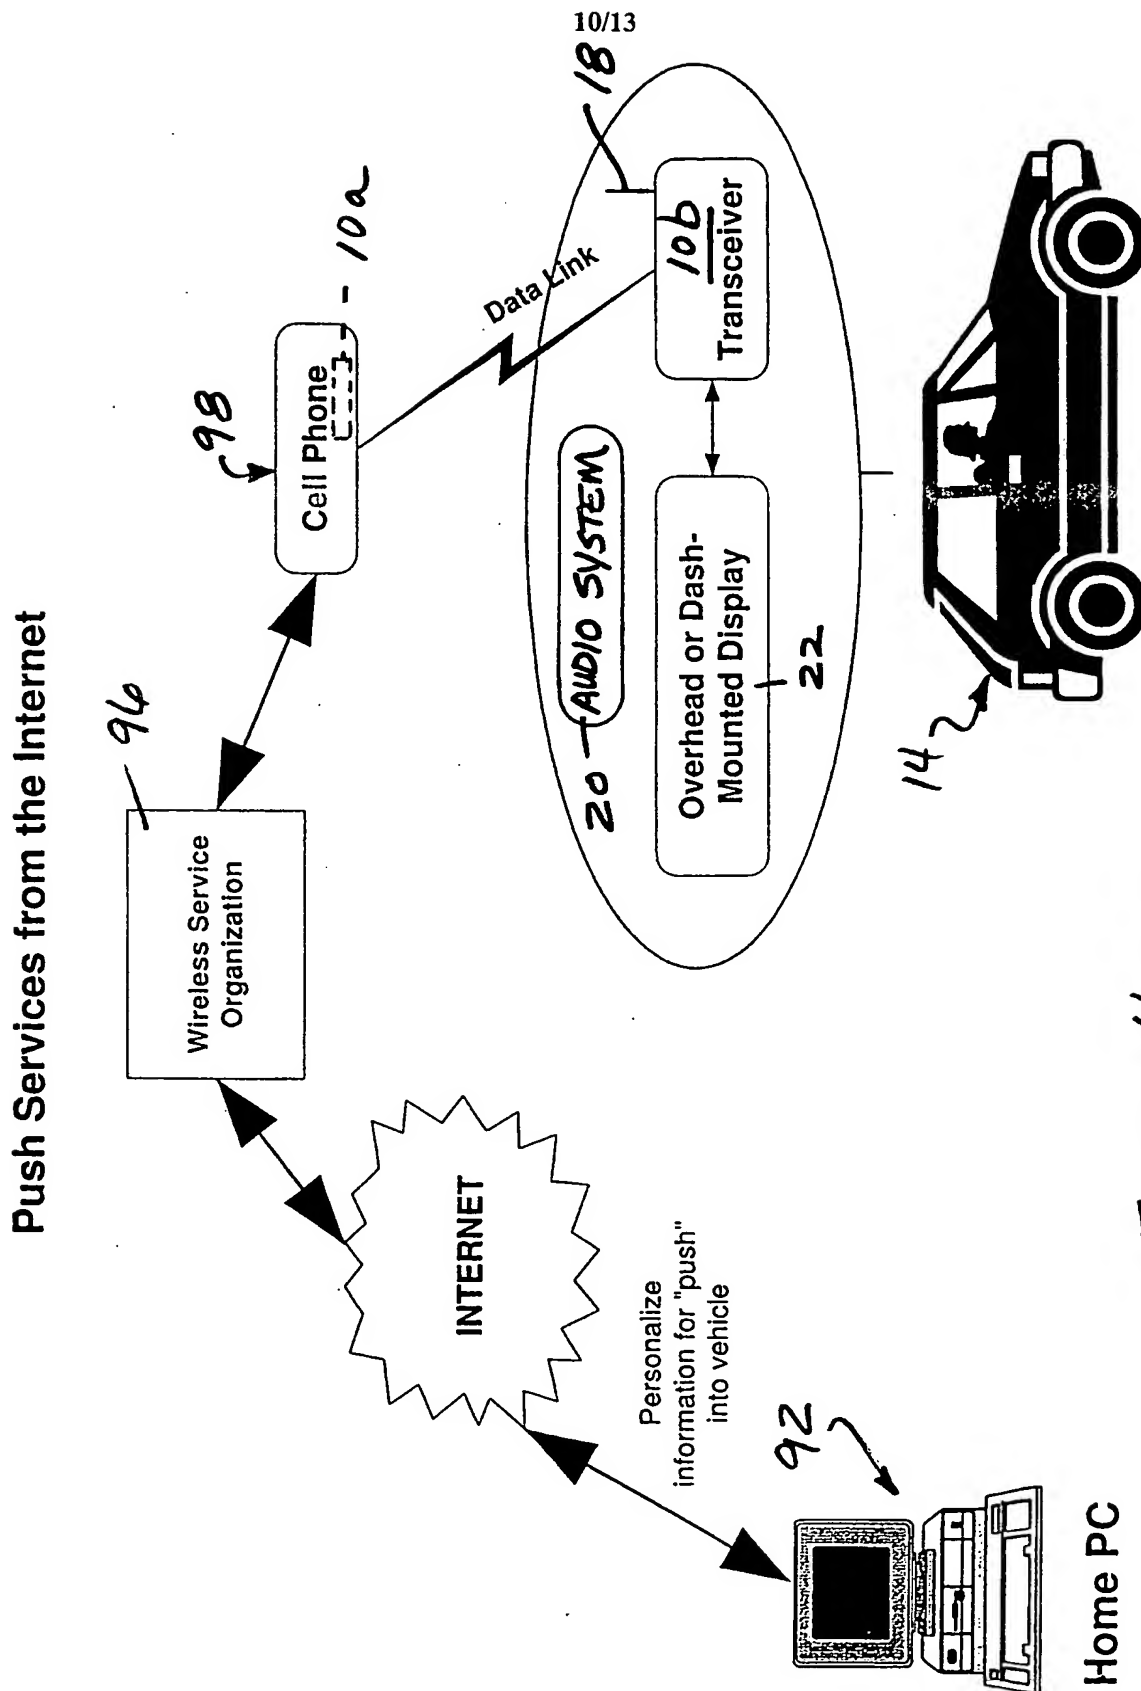 10/13
Push Services from the Internet
96
Wireless Service
Organization
98
Cell Phone
10a
Data Link
18
10b
Transceiver
20
AUDIO SYSTEM
Overhead or Dash-
Mounted Display
22
14
INTERNET
Personalize
information for "push"
into vehicle
92
Home PC